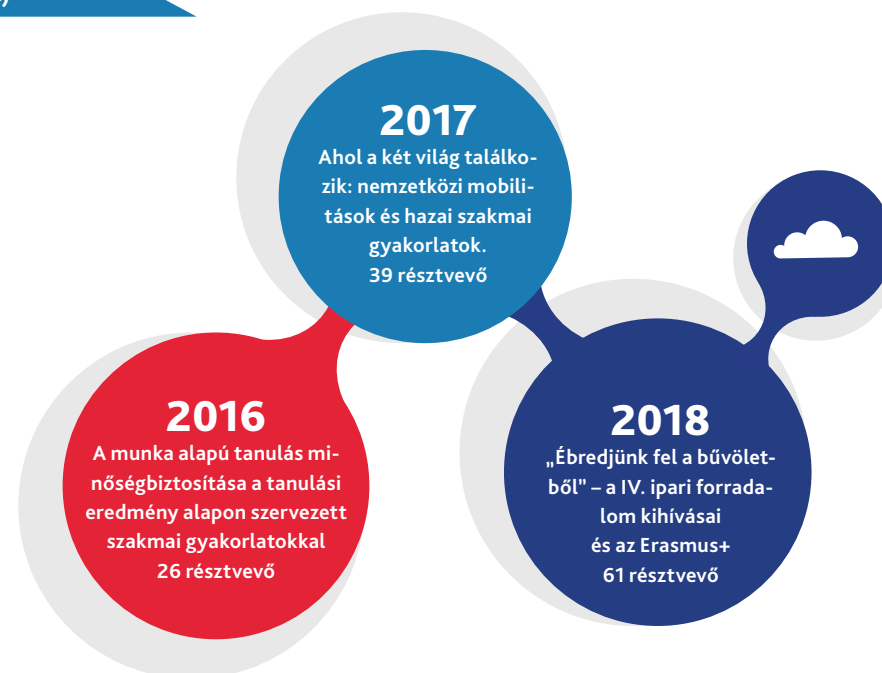 2017
Ahol a két világ találko-
zik: nemzetközi mobili-
tások és hazai szakmai
gyakorlatok.
39 résztvevő
2016
A munka alapú tanulás mi-
nőségbiztosítása a tanulási
eredmény alapon szervezett
szakmai gyakorlatokkal
26 résztvevő
2018
„Ébredjünk fel a bűvölet-
ből" – a IV. ipari forrada-
lom kihívásai
és az Erasmus+
61 résztvevő